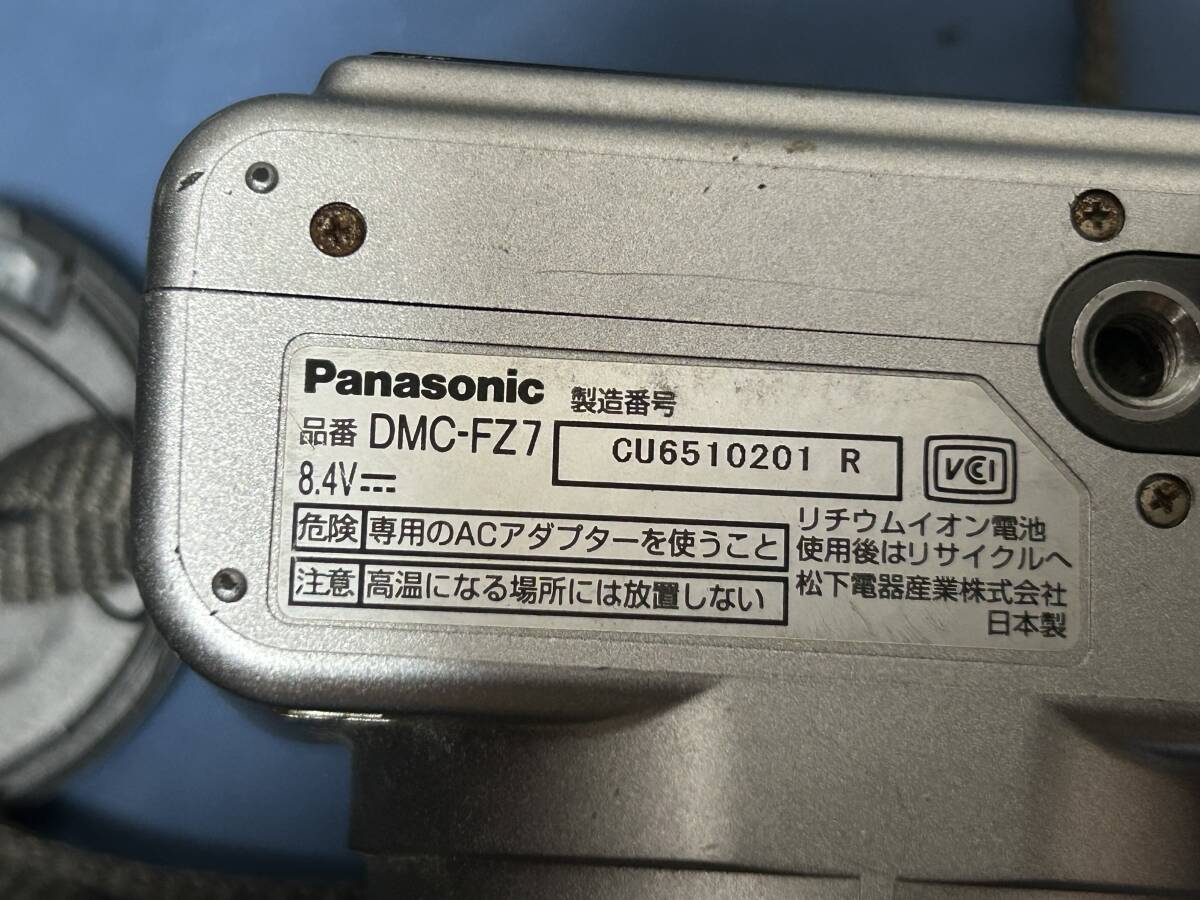 Panasonic 製造番号
品番 DMC-FZ7 CU6510201 R
8.4V⎓
VCI
危険 専用のACアダプターを使うこと
注意 高温になる場所には放置しない
リチウムイオン電池
使用後はリサイクルへ
松下電器産業株式会社
日本製